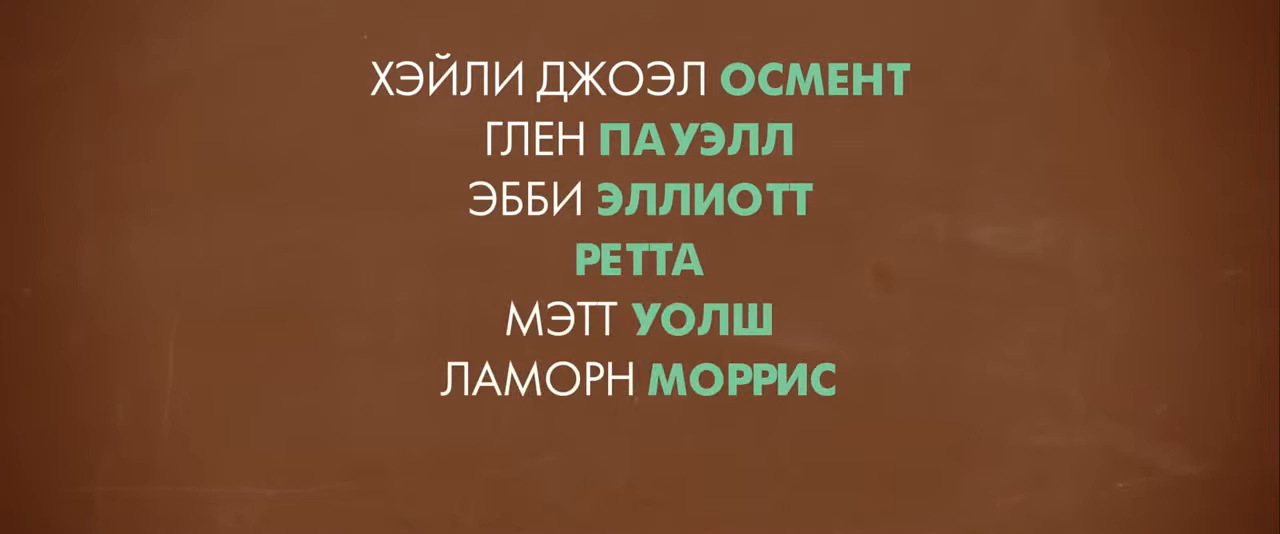 ХЭЙЛИ ДЖОЭЛ ОСМЕНТ
ГЛЕН ПАУЭЛЛ
ЭББИ ЭЛЛИОТТ
РЕТТА
МЭТТ УОЛШ
ЛАМОРН МОРРИС